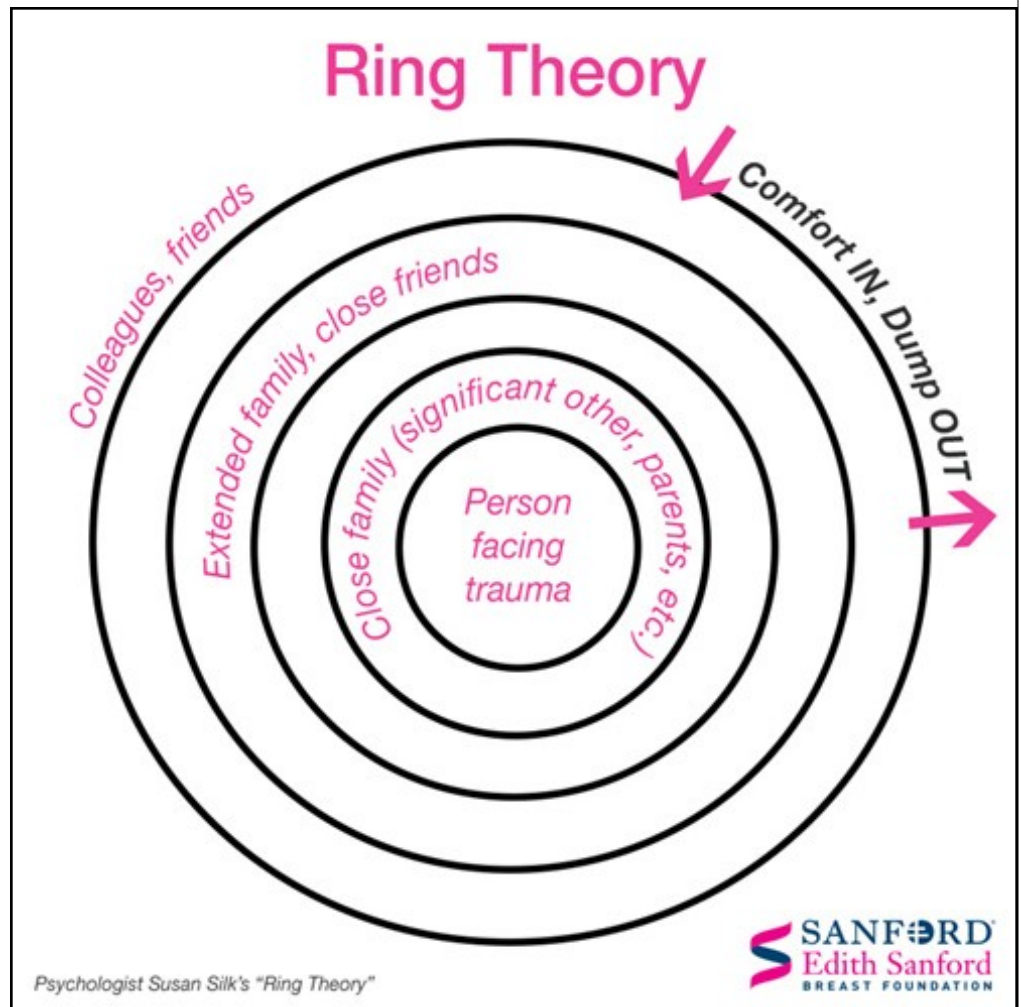 Ring Theory
Comfort IN, Dump OUT
Colleagues, friends
Extended family, close friends
Close family (significant other, parents, etc.)
Person
facing
trauma
Psychologist Susan Silk's “Ring Theory”
SANFORD
Edith Sanford
BREAST FOUNDATION